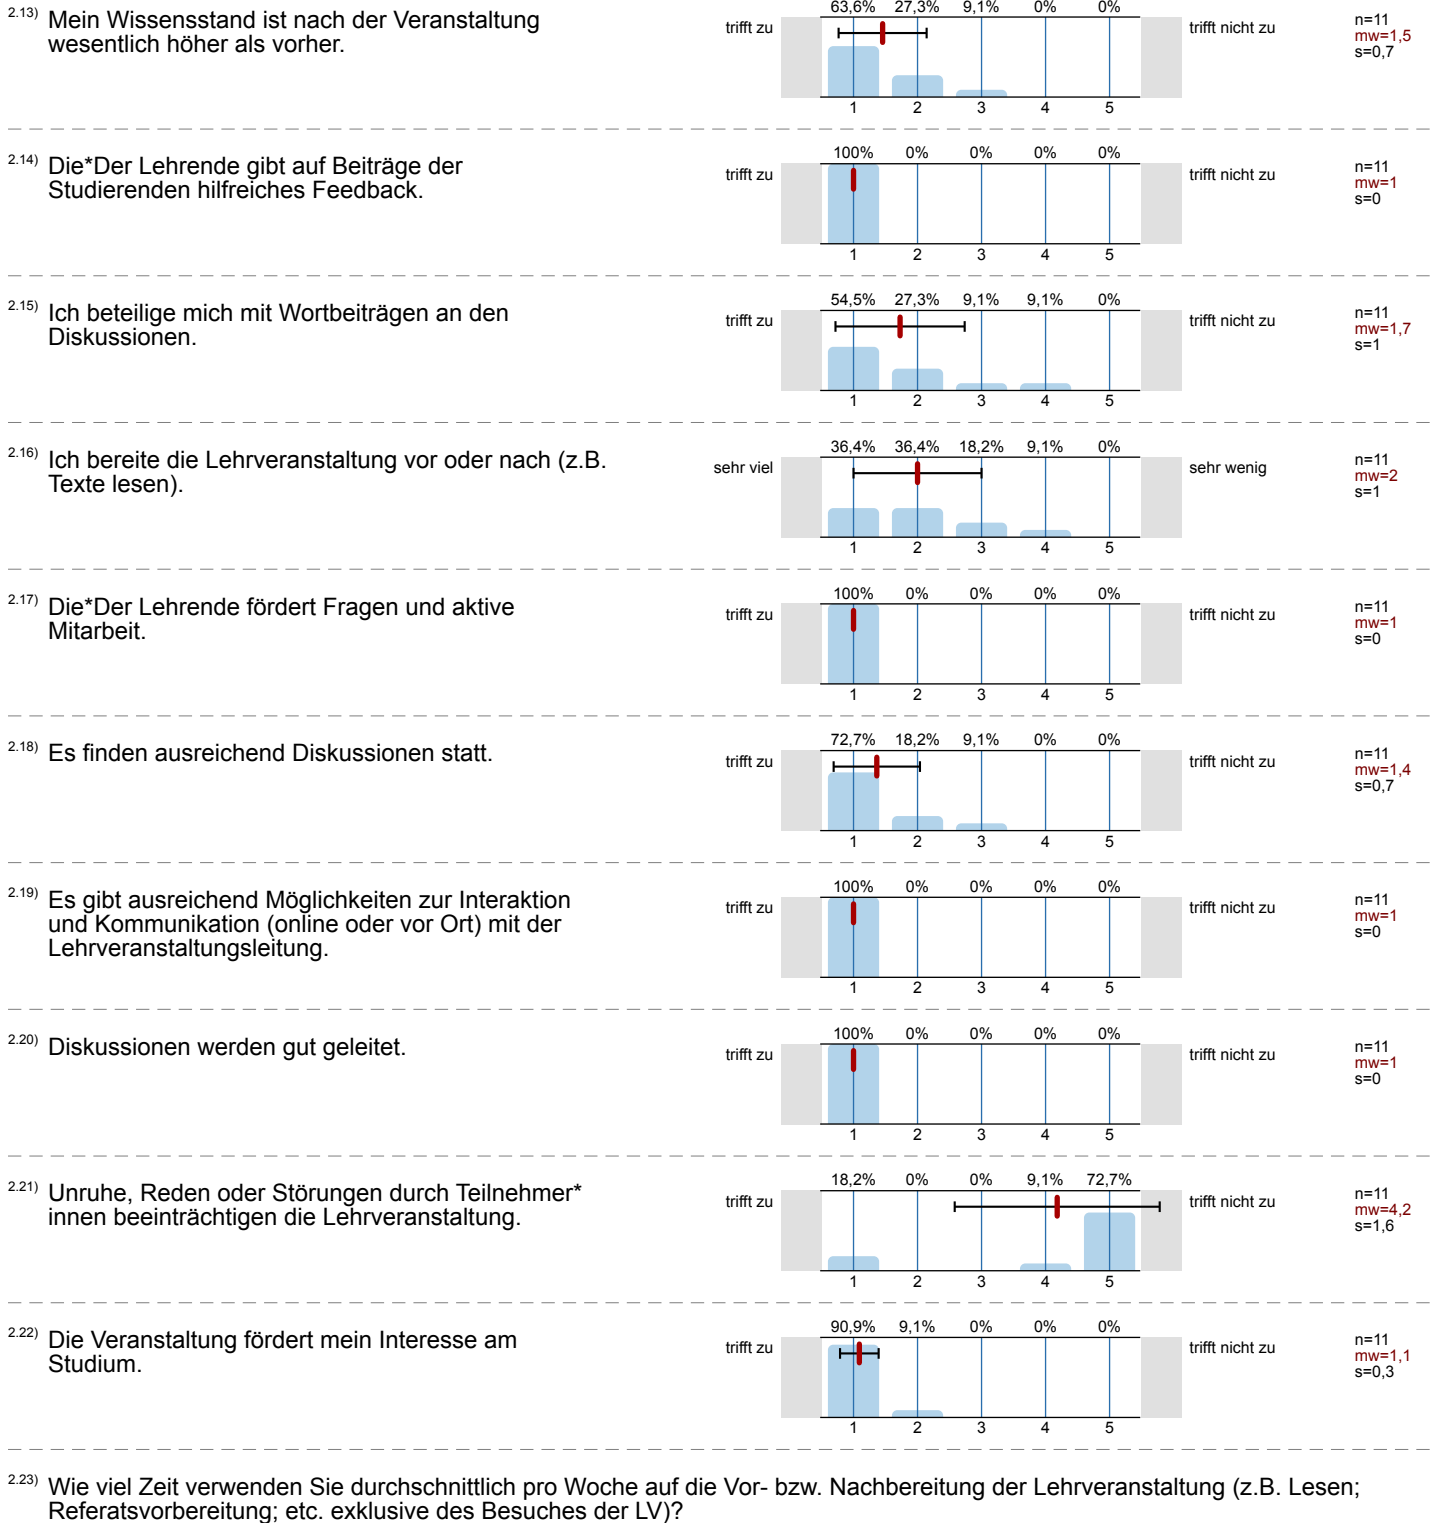 2.13) Mein Wissensstand ist nach der Veranstaltung
wesentlich höher als vorher.
63,6% 27,3% 9,1% 0% 0%
trifft zu
trifft nicht zu
1 2 3 4 5
n=11
mw=1,5
s=0,7
2.14) Die*Der Lehrende gibt auf Beiträge der
Studierenden hilfreiches Feedback.
100% 0% 0% 0% 0%
trifft zu
trifft nicht zu
1 2 3 4 5
n=11
mw=1
s=0
2.15) Ich beteilige mich mit Wortbeiträgen an den
Diskussionen.
54,5% 27,3% 9,1% 9,1% 0%
trifft zu
trifft nicht zu
1 2 3 4 5
n=11
mw=1,7
s=1
2.16) Ich bereite die Lehrveranstaltung vor oder nach (z.B.
Texte lesen).
36,4% 36,4% 18,2% 9,1% 0%
sehr viel
sehr wenig
1 2 3 4 5
n=11
mw=2
s=1
2.17) Die*Der Lehrende fördert Fragen und aktive
Mitarbeit.
100% 0% 0% 0% 0%
trifft zu
trifft nicht zu
1 2 3 4 5
n=11
mw=1
s=0
2.18) Es finden ausreichend Diskussionen statt.
72,7% 18,2% 9,1% 0% 0%
trifft zu
trifft nicht zu
1 2 3 4 5
n=11
mw=1,4
s=0,7
2.19) Es gibt ausreichend Möglichkeiten zur Interaktion
und Kommunikation (online oder vor Ort) mit der
Lehrveranstaltungsleitung.
100% 0% 0% 0% 0%
trifft zu
trifft nicht zu
1 2 3 4 5
n=11
mw=1
s=0
2.20) Diskussionen werden gut geleitet.
100% 0% 0% 0% 0%
trifft zu
trifft nicht zu
1 2 3 4 5
n=11
mw=1
s=0
2.21) Unruhe, Reden oder Störungen durch Teilnehmer*
innen beeinträchtigen die Lehrveranstaltung.
18,2% 0% 0% 9,1% 72,7%
trifft zu
trifft nicht zu
1 2 3 4 5
n=11
mw=4,2
s=1,6
2.22) Die Veranstaltung fördert mein Interesse am
Studium.
90,9% 9,1% 0% 0% 0%
trifft zu
trifft nicht zu
1 2 3 4 5
n=11
mw=1,1
s=0,3
2.23) Wie viel Zeit verwenden Sie durchschnittlich pro Woche auf die Vor- bzw. Nachbereitung der Lehrveranstaltung (z.B. Lesen;
Referatsvorbereitung; etc. exklusive des Besuches der LV)?